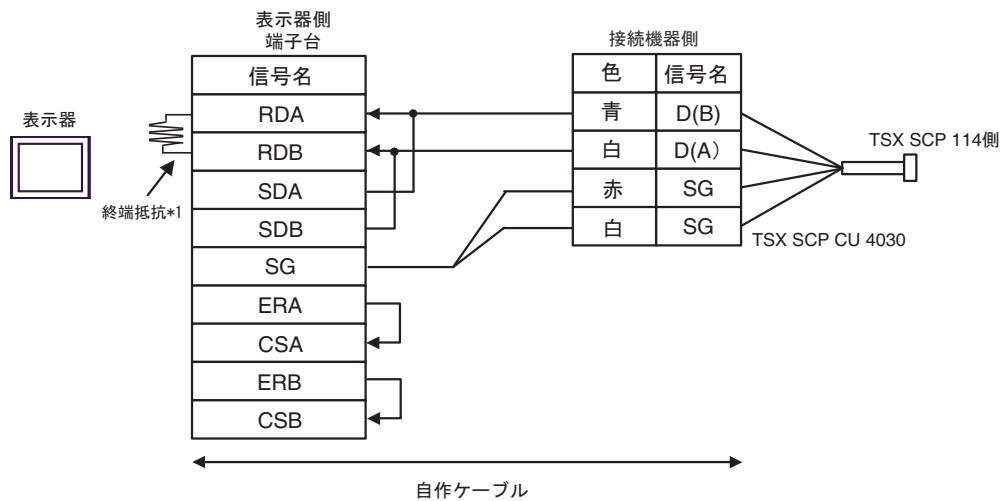 表示器側
端子台
接続機器側
信号名
色 信号名
RDA
青 D(B)
表示器
RDB
白 D(A)
TSX SCP 114側
SDA
赤 SG
終端抵抗*1
SDB
白 SG
TSX SCP CU 4030
SG
ERA
CSA
ERB
CSB
自作ケーブル